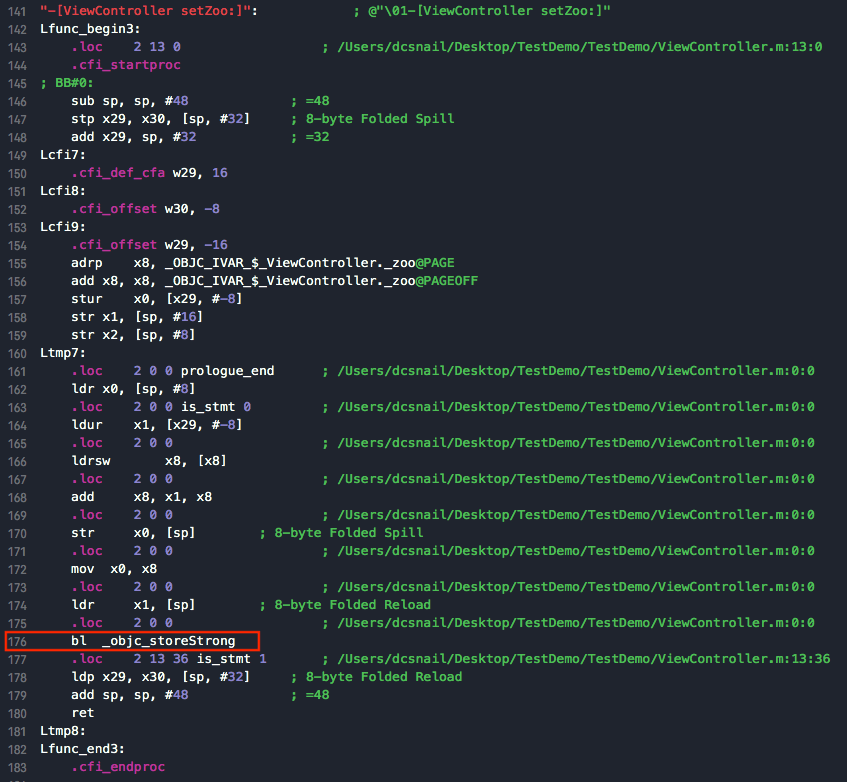 141 "-[ViewController setZoo:]": ; @"\01-[ViewController setZoo:]"
142 Lfunc_begin3:
143 .loc 2 13 0 ; /Users/dcsnail/Desktop/TestDemo/TestDemo/ViewController.m:13:0
144 .cfi_startproc
145 ; BB#0:
146 sub sp, sp, #48 ; =48
147 stp x29, x30, [sp, #32] ; 8-byte Folded Spill
148 add x29, sp, #32 ; =32
149 Lcfi7:
150 .cfi_def_cfa w29, 16
151 Lcfi8:
152 .cfi_offset w30, -8
153 Lcfi9:
154 .cfi_offset w29, -16
155 adrp x8, _OBJC_IVAR_$_ViewController._zoo@PAGE
156 add x8, x8, _OBJC_IVAR_$_ViewController._zoo@PAGEOFF
157 stur x0, [x29, #-8]
158 str x1, [sp, #16]
159 str x2, [sp, #8]
160 Ltmp7:
161 .loc 2 0 0 prologue_end ; /Users/dcsnail/Desktop/TestDemo/TestDemo/ViewController.m:0:0
162 ldr x0, [sp, #8]
163 .loc 2 0 0 is_stmt 0 ; /Users/dcsnail/Desktop/TestDemo/TestDemo/ViewController.m:0:0
164 ldur x1, [x29, #-8]
165 .loc 2 0 0 ; /Users/dcsnail/Desktop/TestDemo/TestDemo/ViewController.m:0:0
166 ldrsw x8, [x8]
167 .loc 2 0 0 ; /Users/dcsnail/Desktop/TestDemo/TestDemo/ViewController.m:0:0
168 add x8, x1, x8
169 .loc 2 0 0 ; /Users/dcsnail/Desktop/TestDemo/TestDemo/ViewController.m:0:0
170 str x0, [sp] ; 8-byte Folded Spill
171 .loc 2 0 0 ; /Users/dcsnail/Desktop/TestDemo/TestDemo/ViewController.m:0:0
172 mov x0, x8
173 .loc 2 0 0 ; /Users/dcsnail/Desktop/TestDemo/TestDemo/ViewController.m:0:0
174 ldr x1, [sp] ; 8-byte Folded Reload
175 .loc 2 0 0 ; /Users/dcsnail/Desktop/TestDemo/TestDemo/ViewController.m:0:0
176 bl _objc_storeStrong
177 .loc 2 13 36 is_stmt 1 ; /Users/dcsnail/Desktop/TestDemo/TestDemo/ViewController.m:13:36
178 ldp x29, x30, [sp, #32] ; 8-byte Folded Reload
179 add sp, sp, #48 ; =48
180 ret
181 Ltmp8:
182 Lfunc_end3:
183 .cfi_endproc